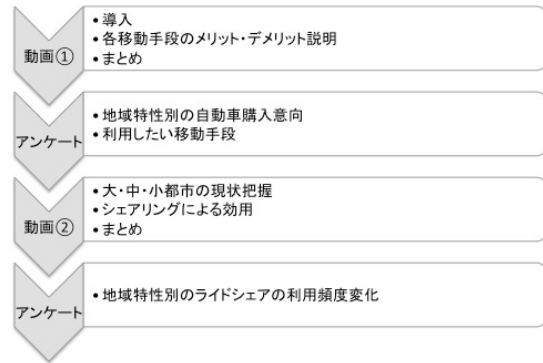 動画①
• 導入
• 各移動手段のメリット・デメリット説明
• まとめ
アンケート
• 地域特性別の自動車購入意向
• 利用したい移動手段
動画②
• 大・中・小都市の現状把握
• シェアリングによる効用
• まとめ
アンケート
• 地域特性別のライドシェアの利用頻度変化